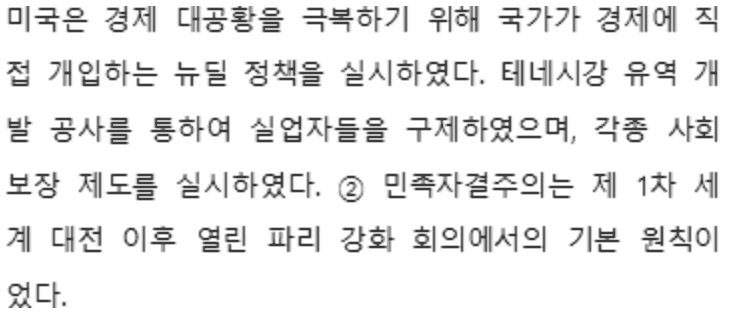 미국은 경제 대공황을 극복하기 위해 국가가 경제에 직
접 개입하는 뉴딜 정책을 실시하였다. 테네시강 유역 개
발 공사를 통하여 실업자들을 구제하였으며, 각종 사회
보장 제도를 실시하였다. ② 민족자결주의는 제 1차 세
계 대전 이후 열린 파리 강화 회의에서의 기본 원칙이
었다.